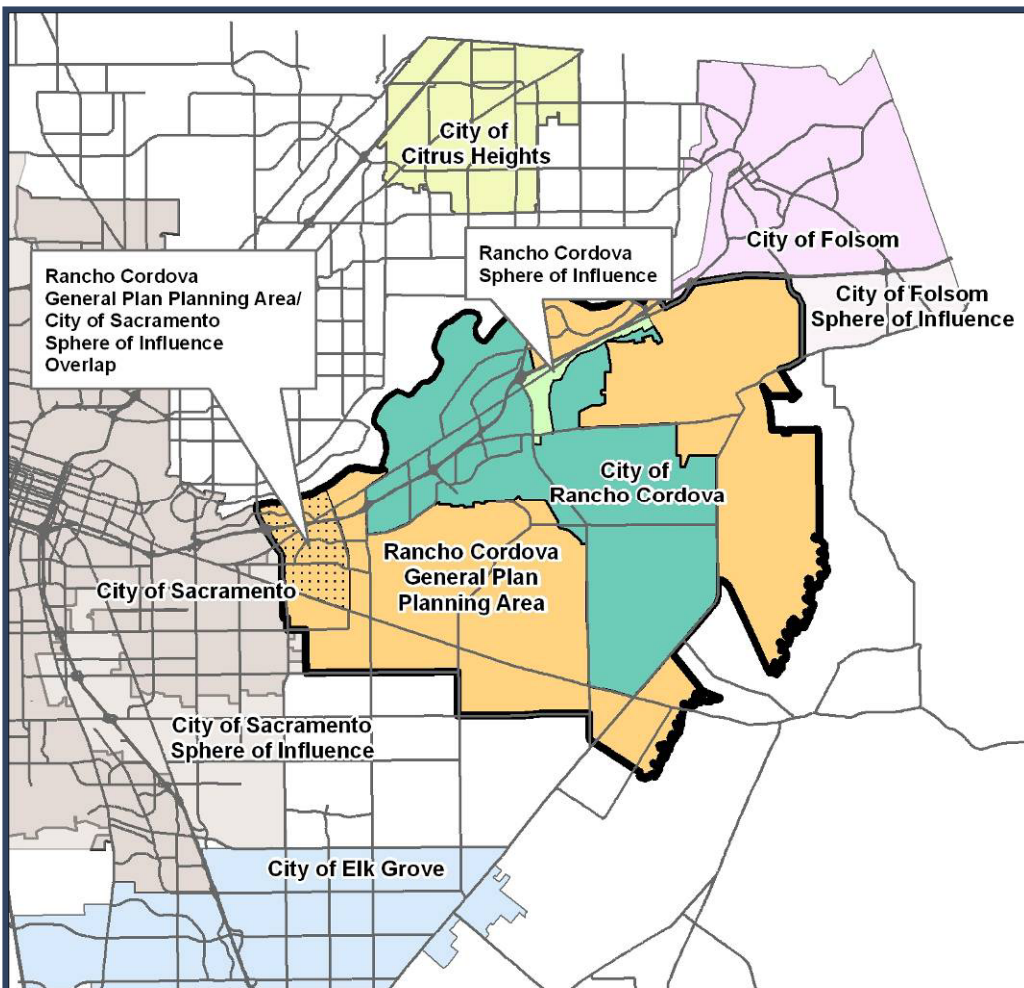 City of
Citrus Heights
Rancho Cordova
Sphere of Influence
City of Folsom
Rancho Cordova
General Plan Planning Area/
City of Sacramento
Sphere of Influence
Overlap
City of Folsom
Sphere of Influence
City of
Rancho Cordova
Rancho Cordova
General Plan
Planning Area
City of Sacramento
City of Sacramento
Sphere of Influence
City of Elk Grove